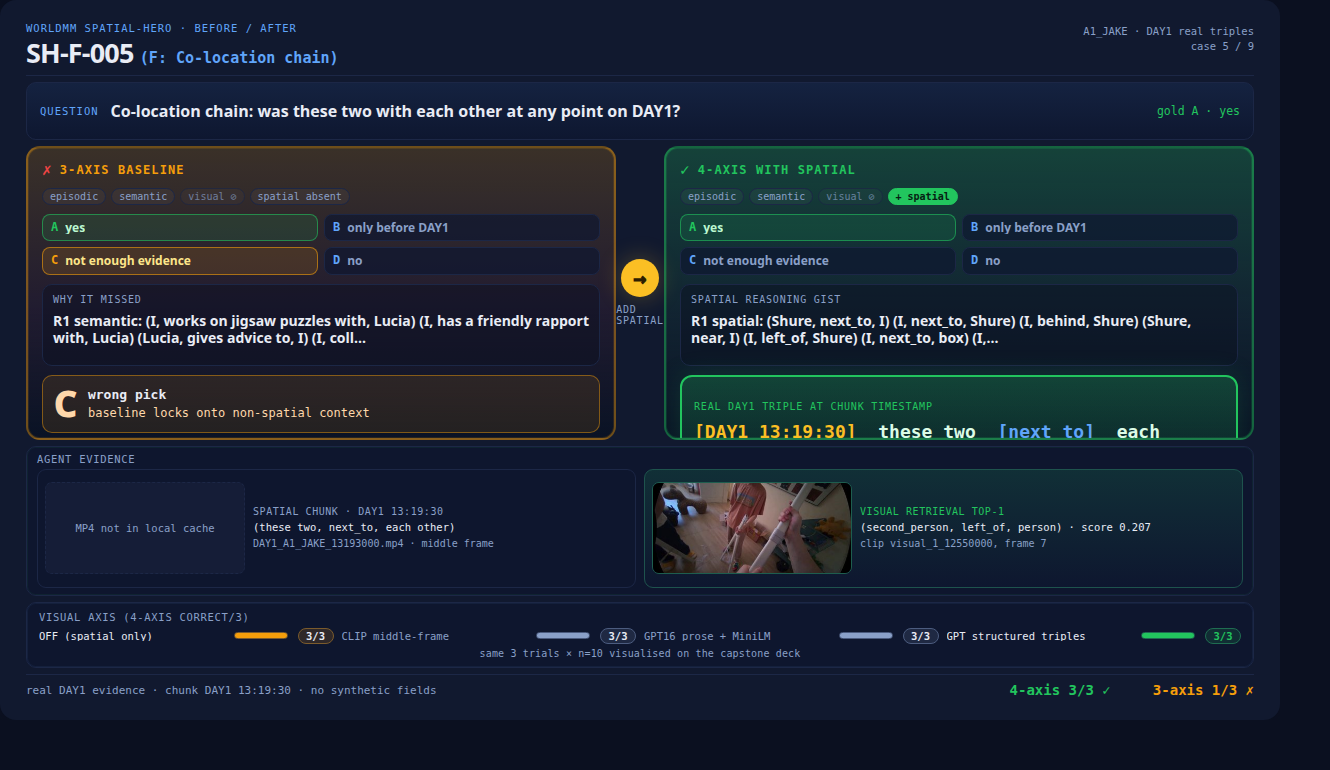 WORLDMM SPATIAL-HERO · BEFORE / AFTER
SH-F-005 (F: Co-location chain)
A1_JAKE · DAY1 real triples
case 5 / 9
QUESTION Co-location chain: was these two with each other at any point on DAY1?
gold A · yes
✗ 3-AXIS BASELINE
episodic semantic visual ⊘ spatial absent
A yes
B only before DAY1
C not enough evidence
D no
WHY IT MISSED
R1 semantic: (I, works on jigsaw puzzles with, Lucia) (I, has a friendly rapport
with, Lucia) (Lucia, gives advice to, I) (I, coll...
C wrong pick
baseline locks onto non-spatial context
→
ADD
SPATIAL
✓ 4-AXIS WITH SPATIAL
episodic semantic visual ⊘ + spatial
A yes
B only before DAY1
C not enough evidence
D no
SPATIAL REASONING GIST
R1 spatial: (Shure, next_to, I) (I, next_to, Shure) (I, behind, Shure) (Shure,
near, I) (I, left_of, Shure) (I, next_to, box) (I,...
REAL DAY1 TRIPLE AT CHUNK TIMESTAMP
[DAY1 13:19:30] these two [next to] each
AGENT EVIDENCE
MP4 not in local cache
SPATIAL CHUNK · DAY1 13:19:30
(these two, next_to, each other)
DAY1_A1_JAKE_13193000.mp4 · middle frame
VISUAL RETRIEVAL TOP-1
(second_person, left_of, person) · score 0.207
clip visual_1_12550000, frame 7
VISUAL AXIS (4-AXIS CORRECT/3)
OFF (spatial only) 3/3 CLIP middle-frame 3/3 GPT16 prose + MiniLM 3/3 GPT structured triples 3/3
same 3 trials × n=10 visualised on the capstone deck
real DAY1 evidence · chunk DAY1 13:19:30 · no synthetic fields
4-axis 3/3 ✓ 3-axis 1/3 ✗